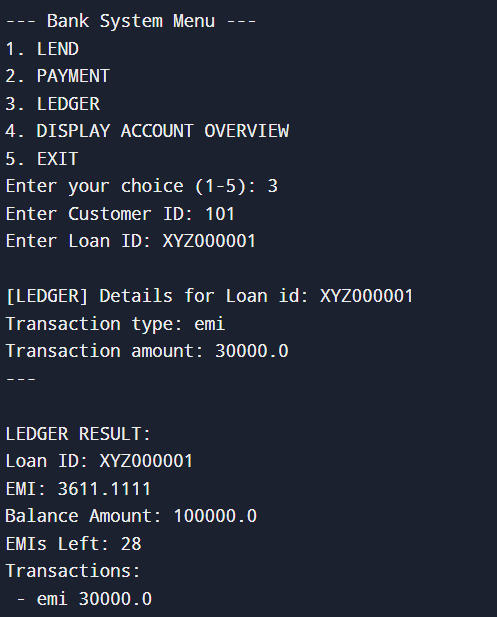 --- Bank System Menu ---
1. LEND
2. PAYMENT
3. LEDGER
4. DISPLAY ACCOUNT OVERVIEW
5. EXIT
Enter your choice (1-5): 3
Enter Customer ID: 101
Enter Loan ID: XYZ000001
[LEDGER] Details for Loan id: XYZ000001
Transaction type: emi
Transaction amount: 30000.0
---
LEDGER RESULT:
Loan ID: XYZ000001
EMI: 3611.1111
Balance Amount: 100000.0
EMIs Left: 28
Transactions:
- emi 30000.0